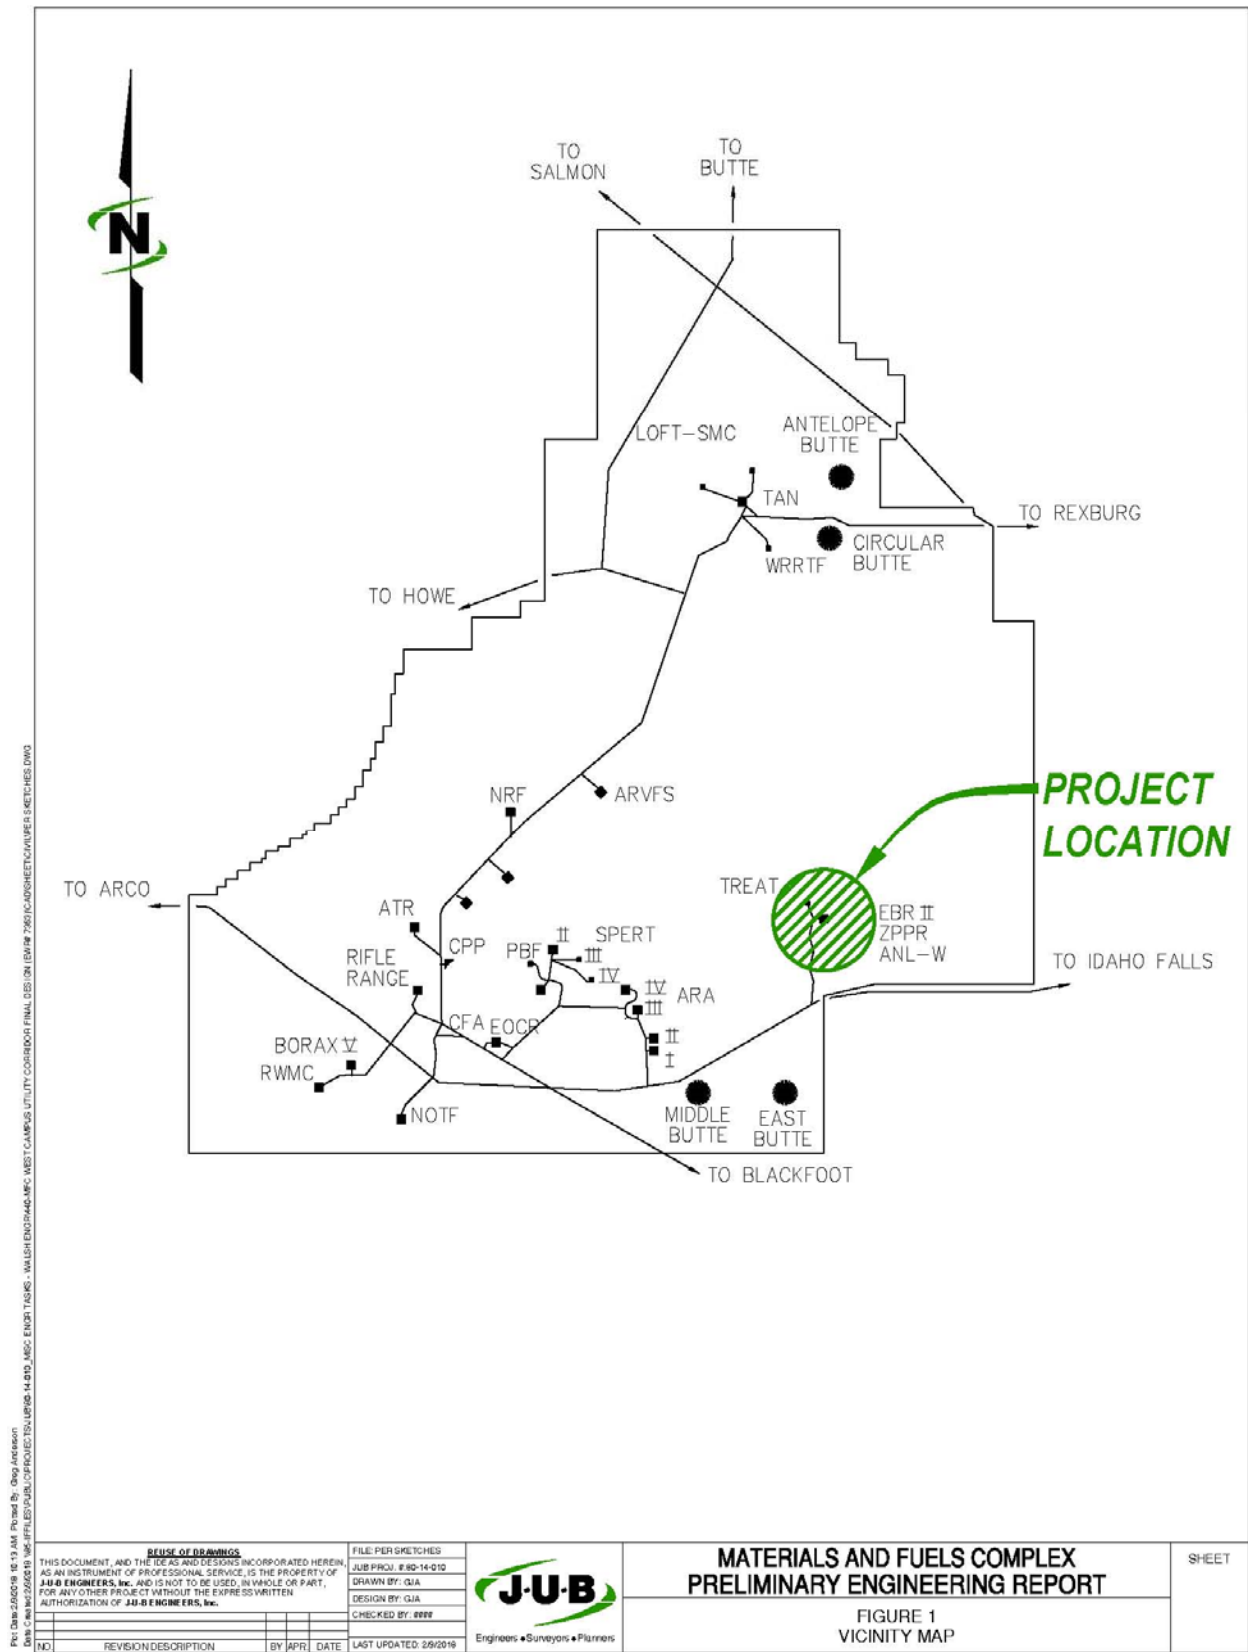 TO
SALMON
TO
BUTTE
N
LOFT-SMC
ANTELOPE
BUTTE
TAN
TO REXBURG
CIRCULAR
BUTTE
WRRTF
TO HOWE
PROJECT
LOCATION
NRF
ARVFS
TO ARCO
TREAT
EBR II
ZPPR
ANL-W
ATR
CPP
RIFLE
RANGE
PBF
II
SPERT
III
IV
IV
ARA
III
II
I
TO IDAHO FALLS
CFA
EOCR
BORAX V
RWMC
NOTF
MIDDLE
BUTTE
EAST
BUTTE
TO BLACKFOOT
REUSE OF DRAWINGS
THIS DOCUMENT, AND THE IDEAS AND DESIGNS INCORPORATED HEREIN,
AS AN INSTRUMENT OF PROFESSIONAL SERVICE, IS THE PROPERTY OF
J-U-B ENGINEERS, Inc. AND IS NOT TO BE USED, IN WHOLE OR PART,
FOR ANY OTHER PROJECT WITHOUT THE EXPRESS WRITTEN
AUTHORIZATION OF J-U-B ENGINEERS, Inc.
NO.
REVISION DESCRIPTION
BY
APR.
DATE
FILE: PER SKETCHES
JUB PROJ. #: 60-14-010
DRAWN BY: GJA
DESIGN BY: GJA
CHECKED BY: ####
LAST UPDATED: 2/9/2018
J-U-B
Engineers Surveyors Planners
MATERIALS AND FUELS COMPLEX
PRELIMINARY ENGINEERING REPORT
FIGURE 1
VICINITY MAP
SHEET